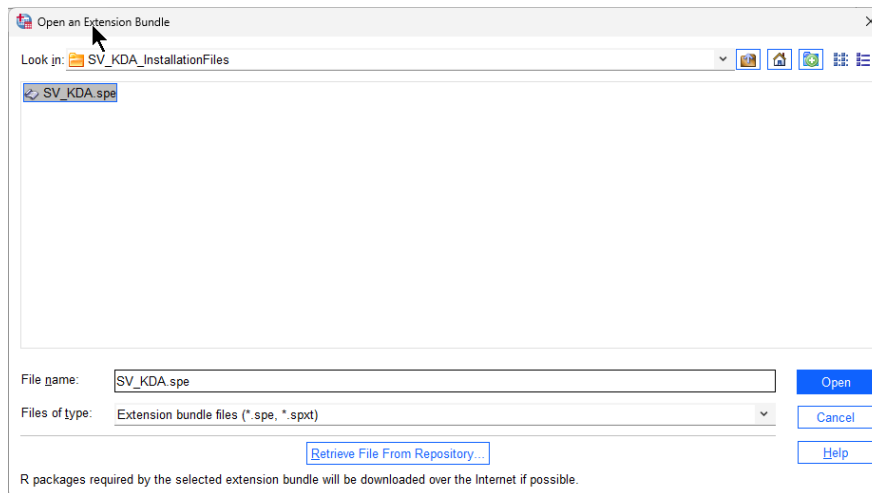 Open an Extension Bundle
Look in: SV_KDA_InstallationFiles
SV_KDA.spe
File name: SV_KDA.spe Open
Files of type: Extension bundle files (*.spe, *.spxt) Cancel
Retrieve File From Repository... Help
R packages required by the selected extension bundle will be downloaded over the Internet if possible.